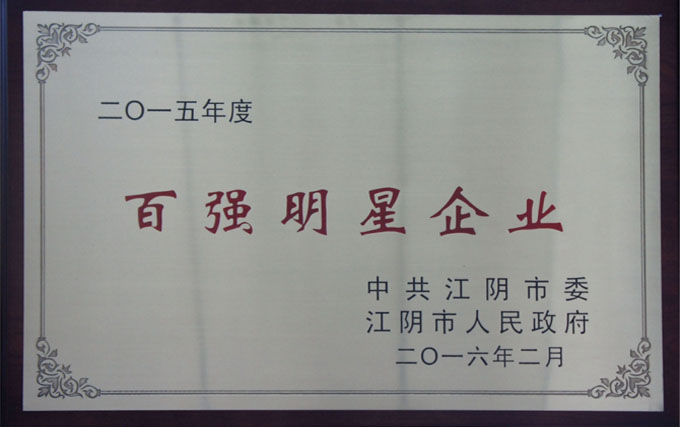 二〇一五年度
百强明星企业
中共江阴市委
江阴市人民政府
二〇一六年二月